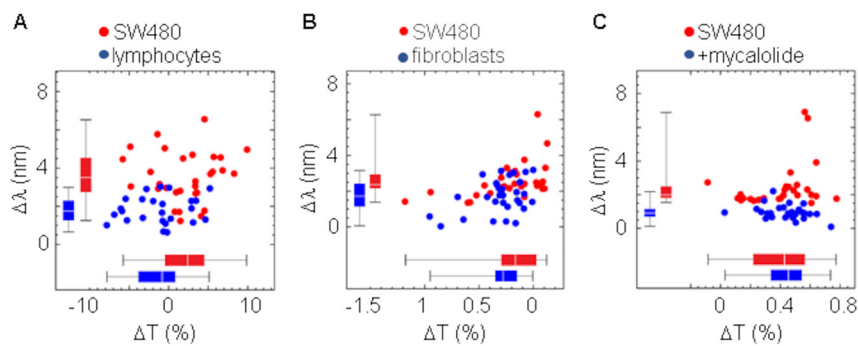 A
SW480
lymphocytes
8
4
0
Δλ (nm)
-10
0
10
ΔT (%)
B
SW480
fibroblasts
8
4
0
Δλ (nm)
-1.5
1
0.5
0
ΔT (%)
C
SW480
+mycalolide
8
4
0
Δλ (nm)
0
0.4
0.8
ΔT (%)